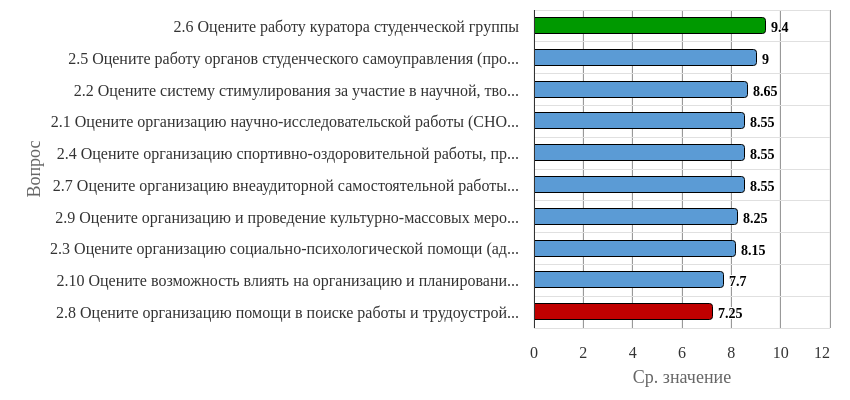 2.6 Оцените работу куратора студенческой группы 9.4
2.5 Оцените работу органов студенческого самоуправления (про... 9
2.2 Оцените систему стимулирования за участие в научной, тво... 8.65
2.1 Оцените организацию научно-исследовательской работы (СНО... 8.55
2.4 Оцените организацию спортивно-оздоровительной работы, пр... 8.55
2.7 Оцените организацию внеаудиторной самостоятельной работы... 8.55
2.9 Оцените организацию и проведение культурно-массовых меро... 8.25
2.3 Оцените организацию социально-психологической помощи (ад... 8.15
2.10 Оцените возможность влиять на организацию и планировани... 7.7
2.8 Оцените организацию помощи в поиске работы и трудоустрой... 7.25
Вопрос
0 2 4 6 8 10 12
Ср. значение